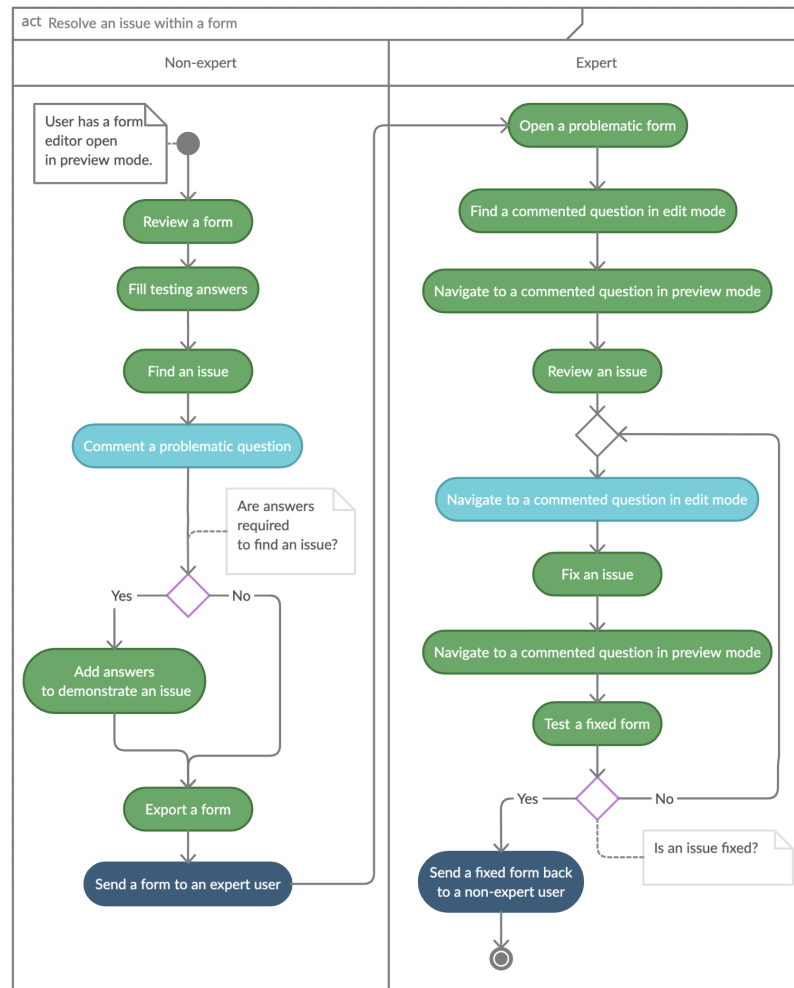 act Resolve an issue within a form
Non-expert
Expert
User has a form
editor open
in preview mode.
Review a form
Fill testing answers
Find an issue
Comment a problematic question
Are answers
required
to find an issue?
Yes
No
Add answers
to demonstrate an issue
Export a form
Send a form to an expert user
Open a problematic form
Find a commented question in edit mode
Navigate to a commented question in preview mode
Review an issue
Navigate to a commented question in edit mode
Fix an issue
Navigate to a commented question in preview mode
Test a fixed form
Yes
No
Is an issue fixed?
Send a fixed form back
to a non-expert user